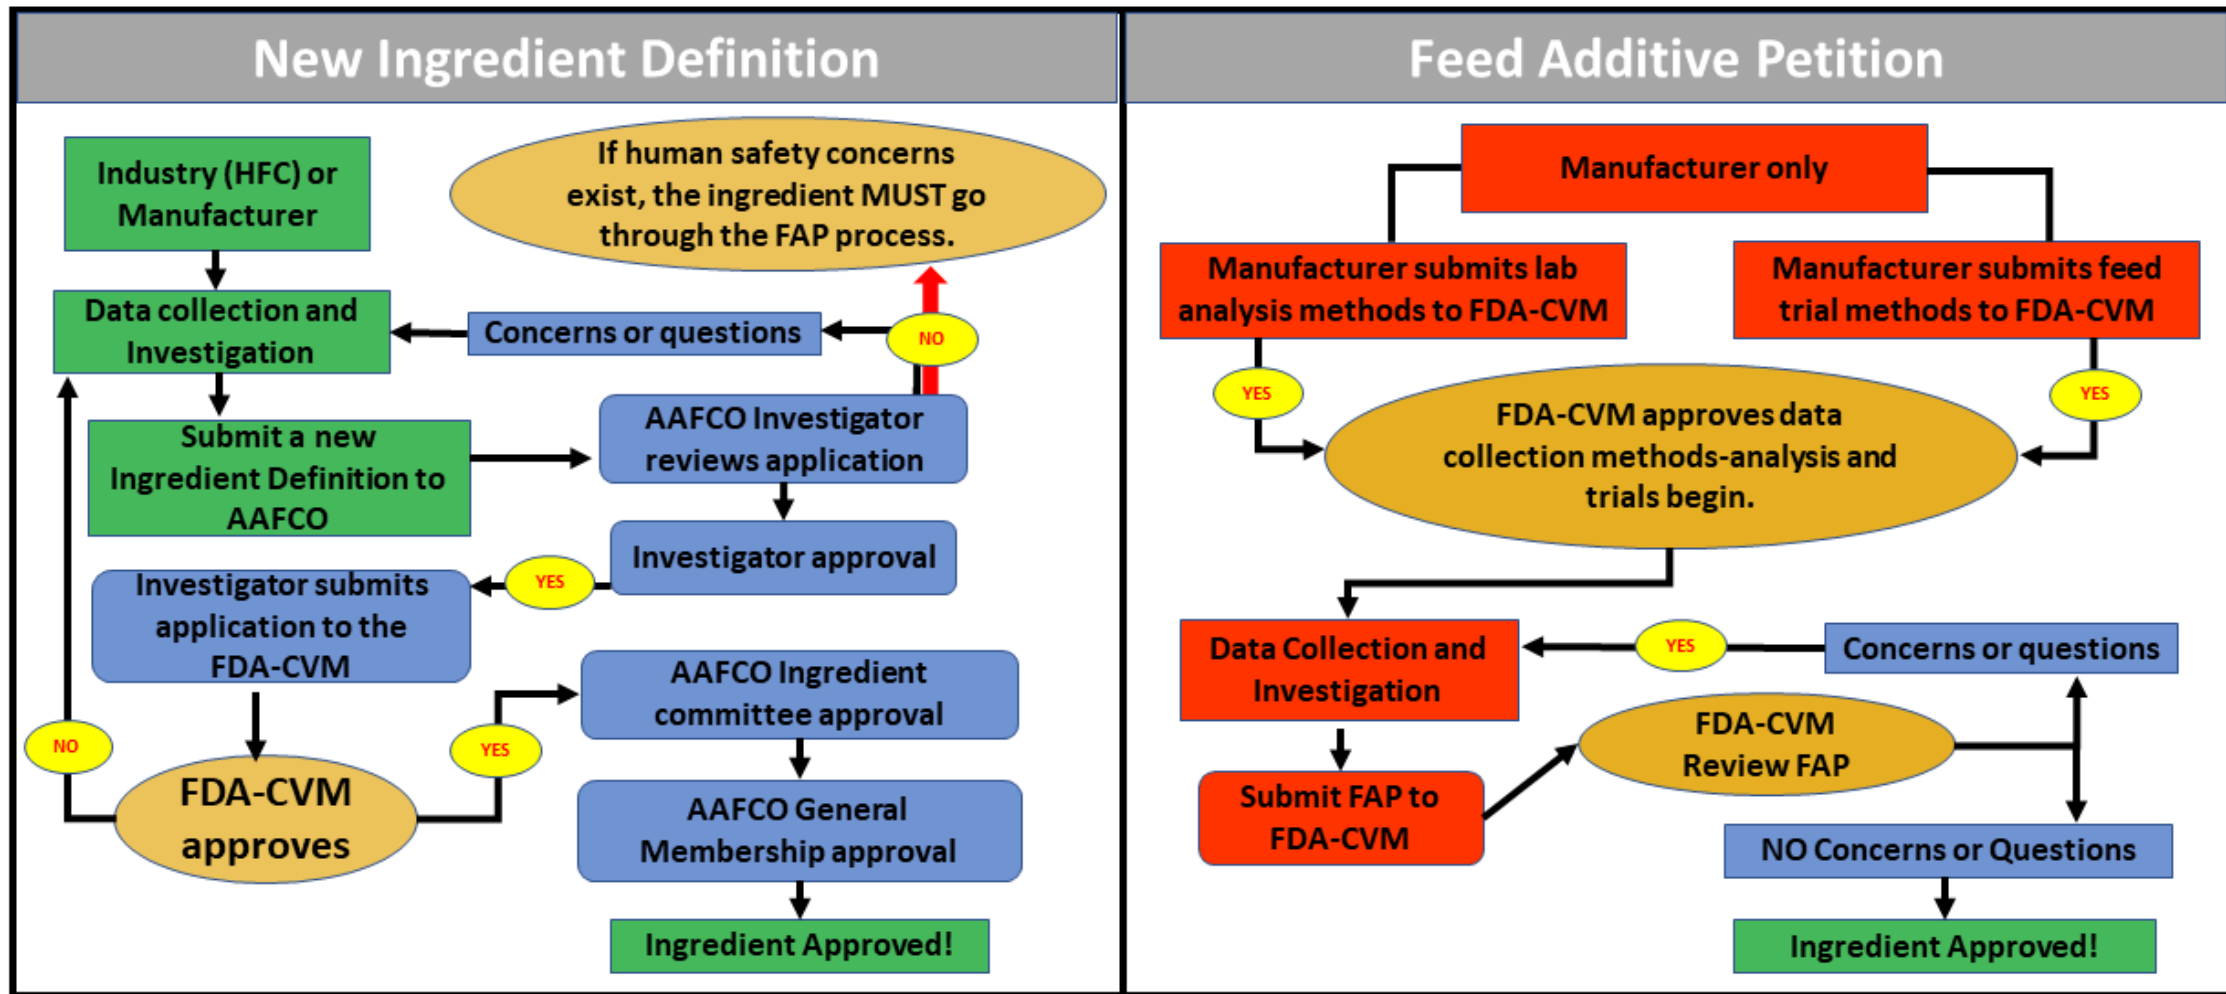 New Ingredient Definition
Industry (HFC) or
Manufacturer
If human safety concerns
exist, the ingredient MUST go
through the FAP process.
Data collection and
Investigation
Concerns or questions
NO
Submit a new
Ingredient Definition to
AAFCO
AAFCO Investigator
reviews application
Investigator approval
YES
Investigator submits
application to the
FDA-CVM
NO
FDA-CVM
approves
YES
AAFCO Ingredient
committee approval
AAFCO General
Membership approval
Ingredient Approved!
Feed Additive Petition
Manufacturer only
Manufacturer submits lab
analysis methods to FDA-CVM
Manufacturer submits feed
trial methods to FDA-CVM
YES
YES
FDA-CVM approves data
collection methods-analysis and
trials begin.
Data Collection and
Investigation
YES
Concerns or questions
Submit FAP to
FDA-CVM
FDA-CVM
Review FAP
NO Concerns or Questions
Ingredient Approved!